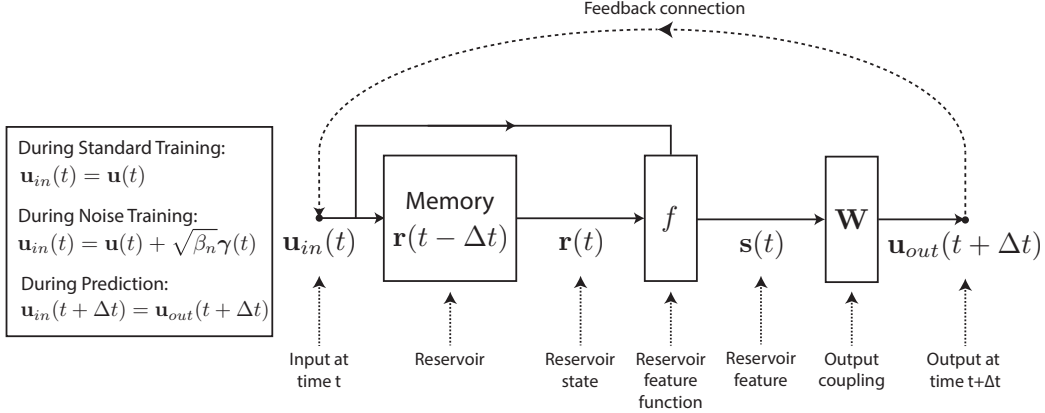 Feedback connection
During Standard Training:
u_in(t) = u(t)
During Noise Training:
u_in(t) = u(t) + √β_n γ(t)
During Prediction:
u_in(t + Δt) = u_out(t + Δt)
Memory
r(t − Δt)
f
W
u_in(t)
r(t)
s(t)
u_out(t + Δt)
Input at
time t
Reservoir
Reservoir
state
Reservoir
feature
function
Reservoir
feature
Output
coupling
Output at
time t+Δt